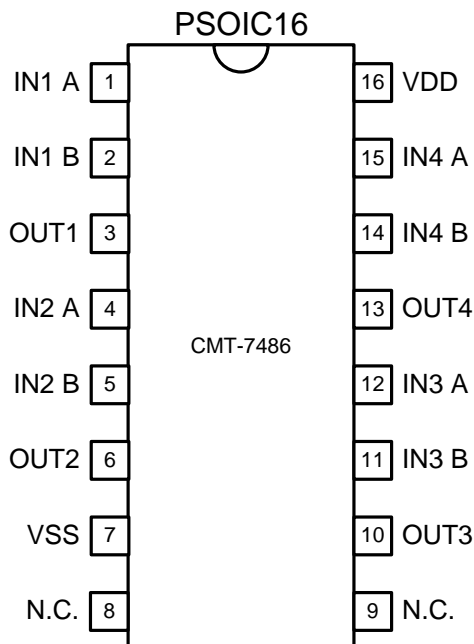 PSOIC16
IN1 A 1 16 VDD
IN1 B 2 15 IN4 A
OUT1 3 14 IN4 B
IN2 A 4 13 OUT4
CMT-7486
IN2 B 5 12 IN3 A
OUT2 6 11 IN3 B
VSS 7 10 OUT3
N.C. 8 9 N.C.